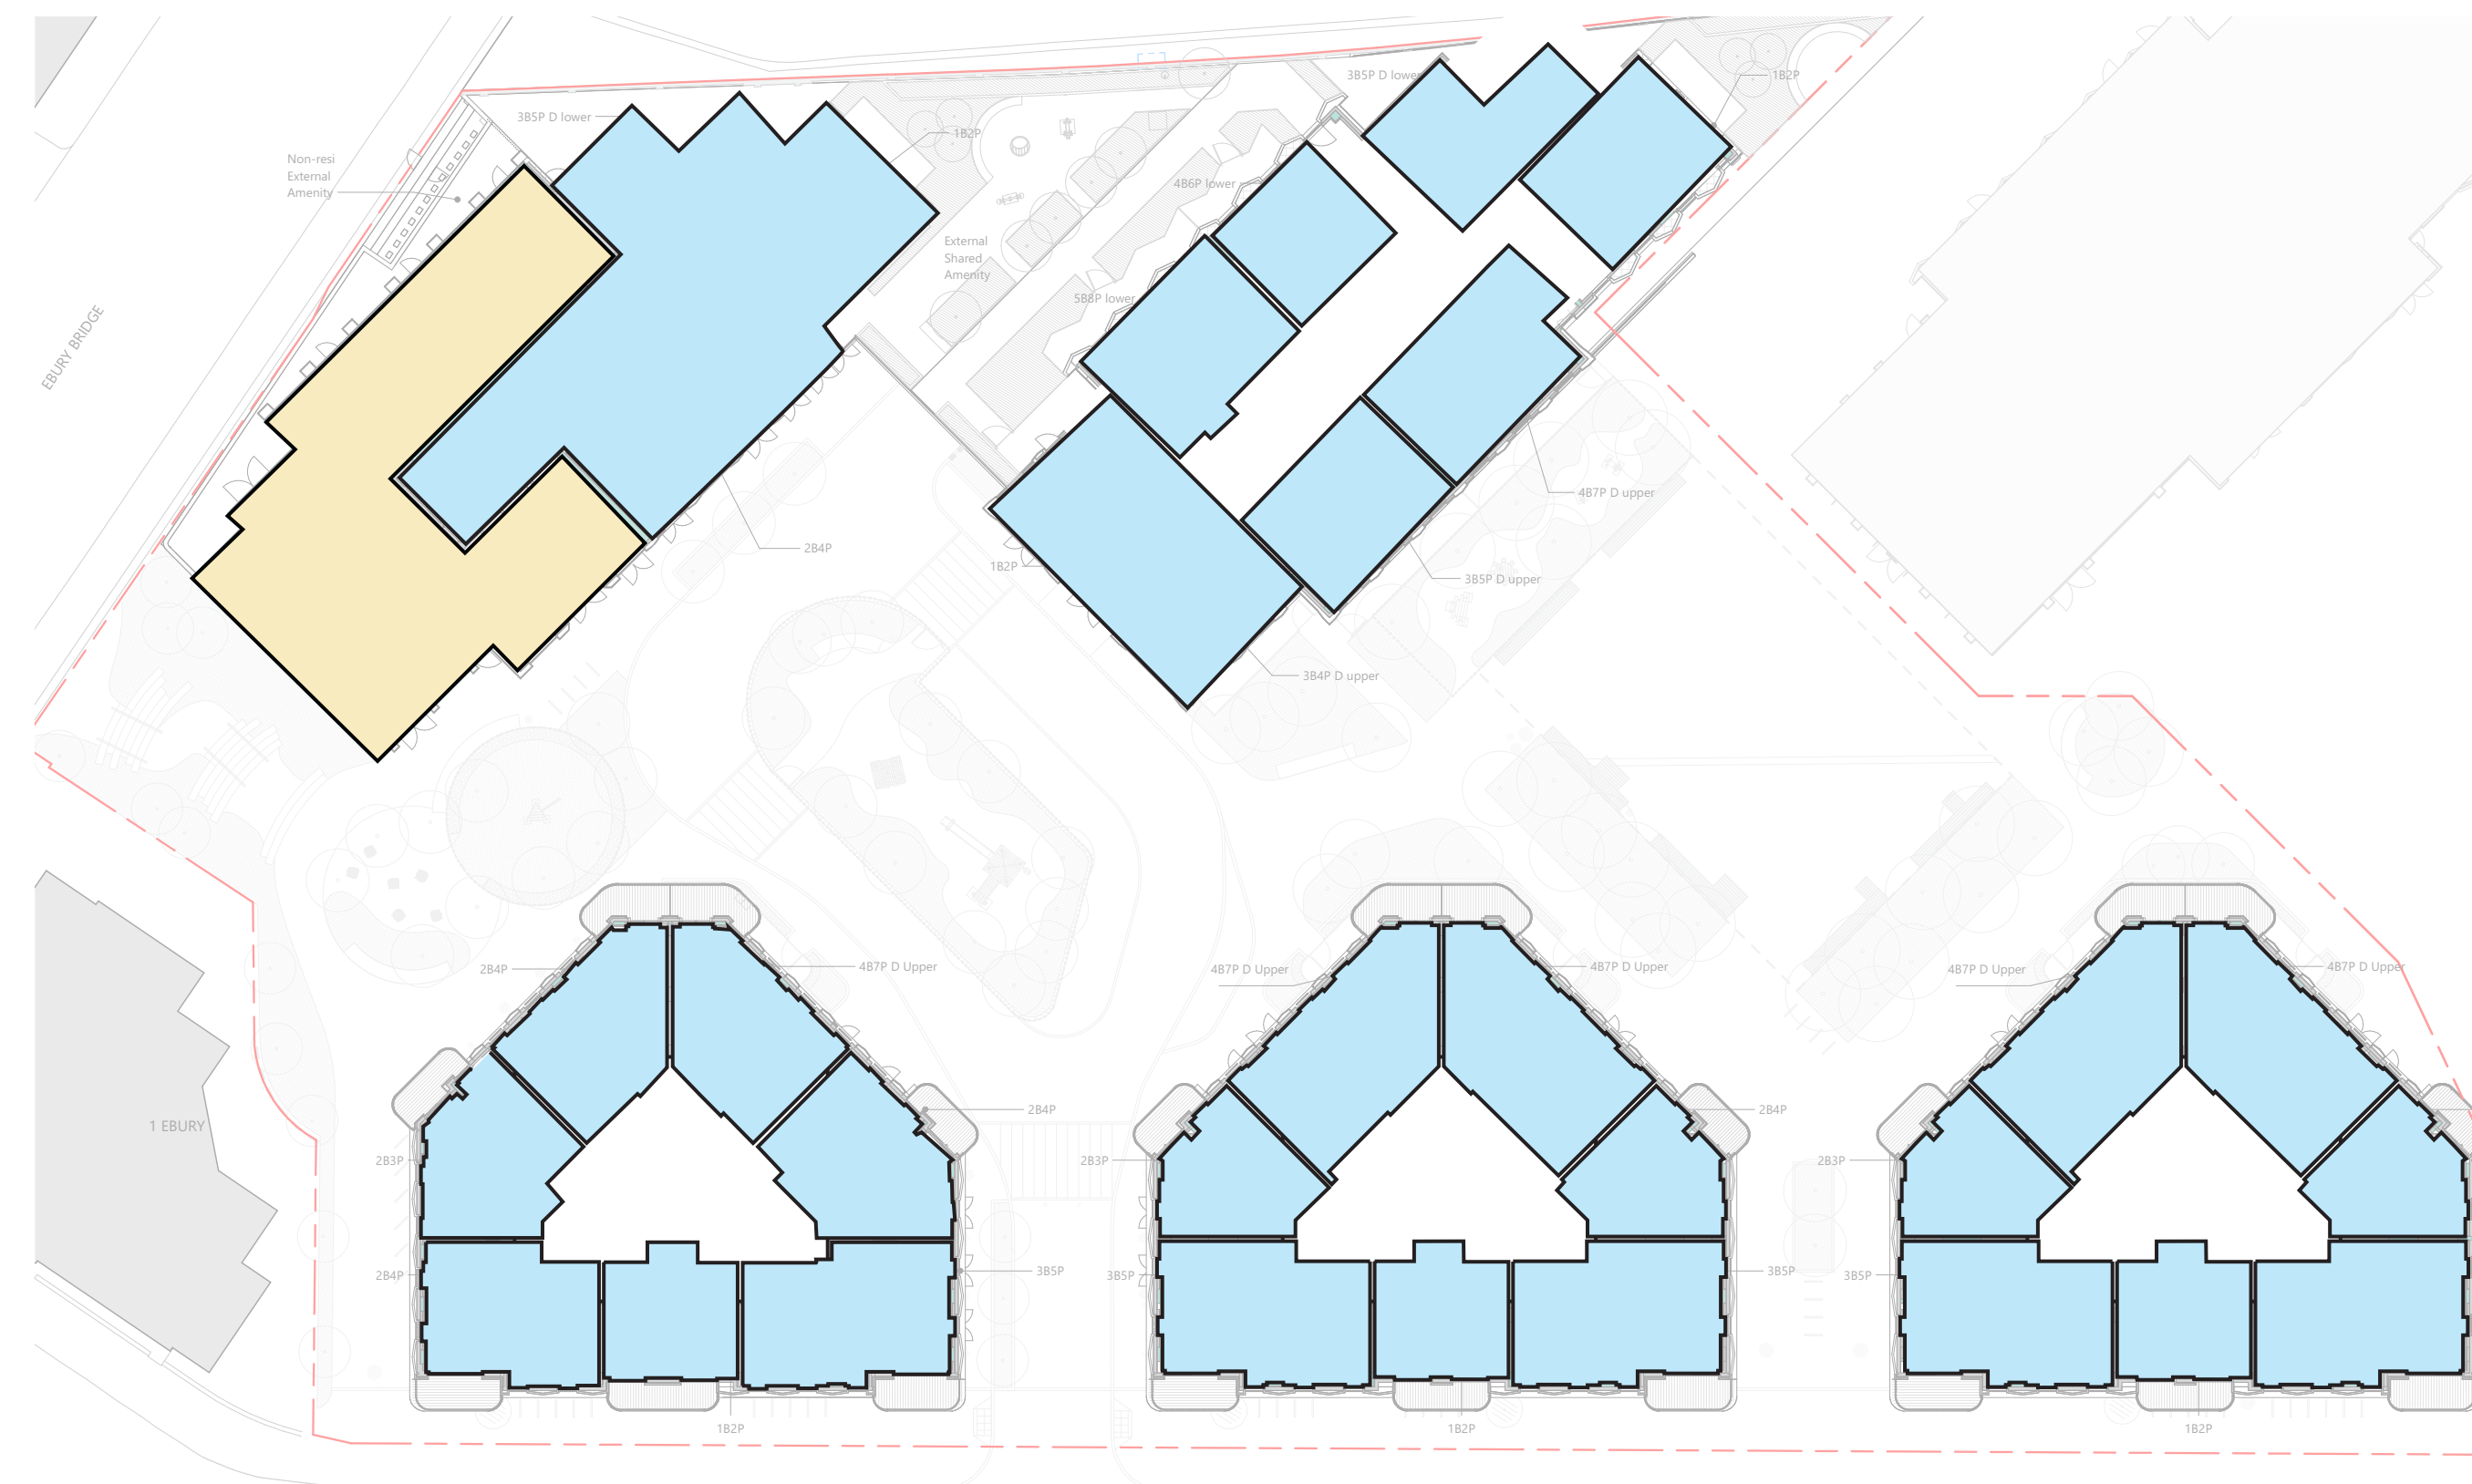 3B5P D lower
1B2P
3B5P D lower
1B2P
Non-resi
External
Amenity
4B6P lower
External
Shared
Amenity
5B8P lower
EBURY BRIDGE
4B7P D upper
2B4P
1B2P
3B5P D upper
3B4P D upper
2B4P
4B7P D Upper
4B7P D Upper
4B7P D Upper
4B7P D Upper
4B7P D Upper
1 EBURY
2B4P
2B4P
2B3P
2B3P
2B3P
2B4P
3B5P
3B5P
3B5P
3B5P
1B2P
1B2P
1B2P